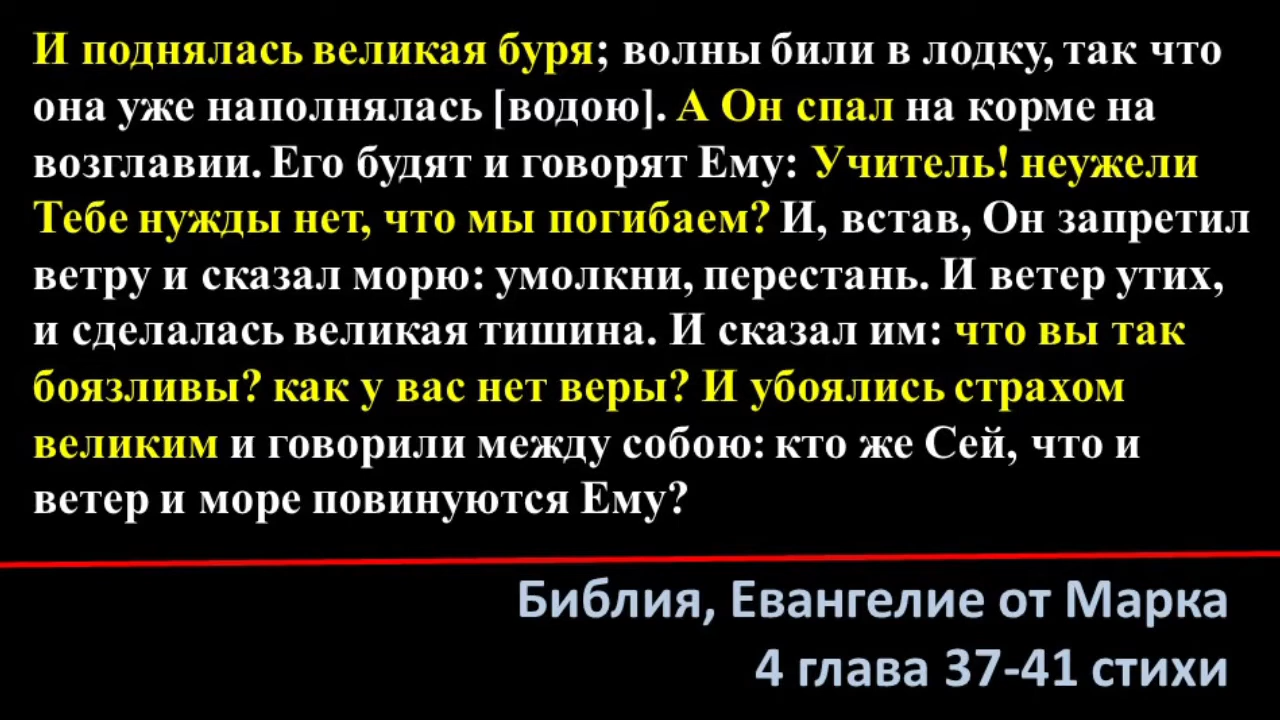 И поднялась великая буря; волны били в лодку, так что
она уже наполнялась [водою]. А Он спал на корме на
возглавии. Его будят и говорят Ему: Учитель! неужели
Тебе нужды нет, что мы погибаем? И, встав, Он запретил
ветру и сказал морю: умолкни, перестань. И ветер утих,
и сделалась великая тишина. И сказал им: что вы так
боязливы? как у вас нет веры? И убоялись страхом
великим и говорили между собою: кто же Сей, что и
ветер и море повинуются Ему?
Библия, Евангелие от Марка
4 глава 37-41 стихи